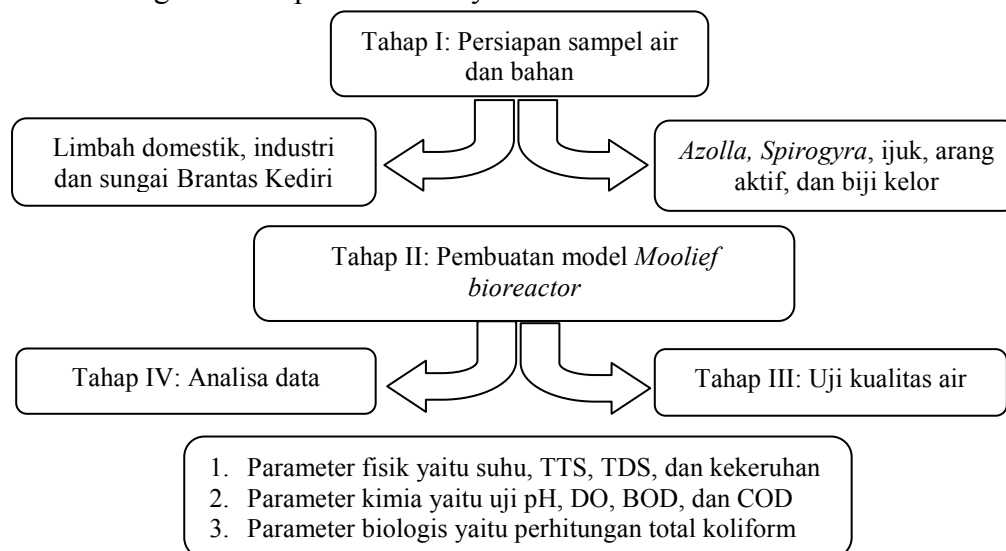 Tahap I: Persiapan sampel air
dan bahan
Limbah domestik, industri
dan sungai Brantas Kediri
Azolla, Spirogyra, ijuk, arang
aktif, dan biji kelor
Tahap II: Pembuatan model Moolief
bioreactor
Tahap IV: Analisa data
Tahap III: Uji kualitas air
1. Parameter fisik yaitu suhu, TTS, TDS, dan kekeruhan
2. Parameter kimia yaitu uji pH, DO, BOD, dan COD
3. Parameter biologis yaitu perhitungan total koliform